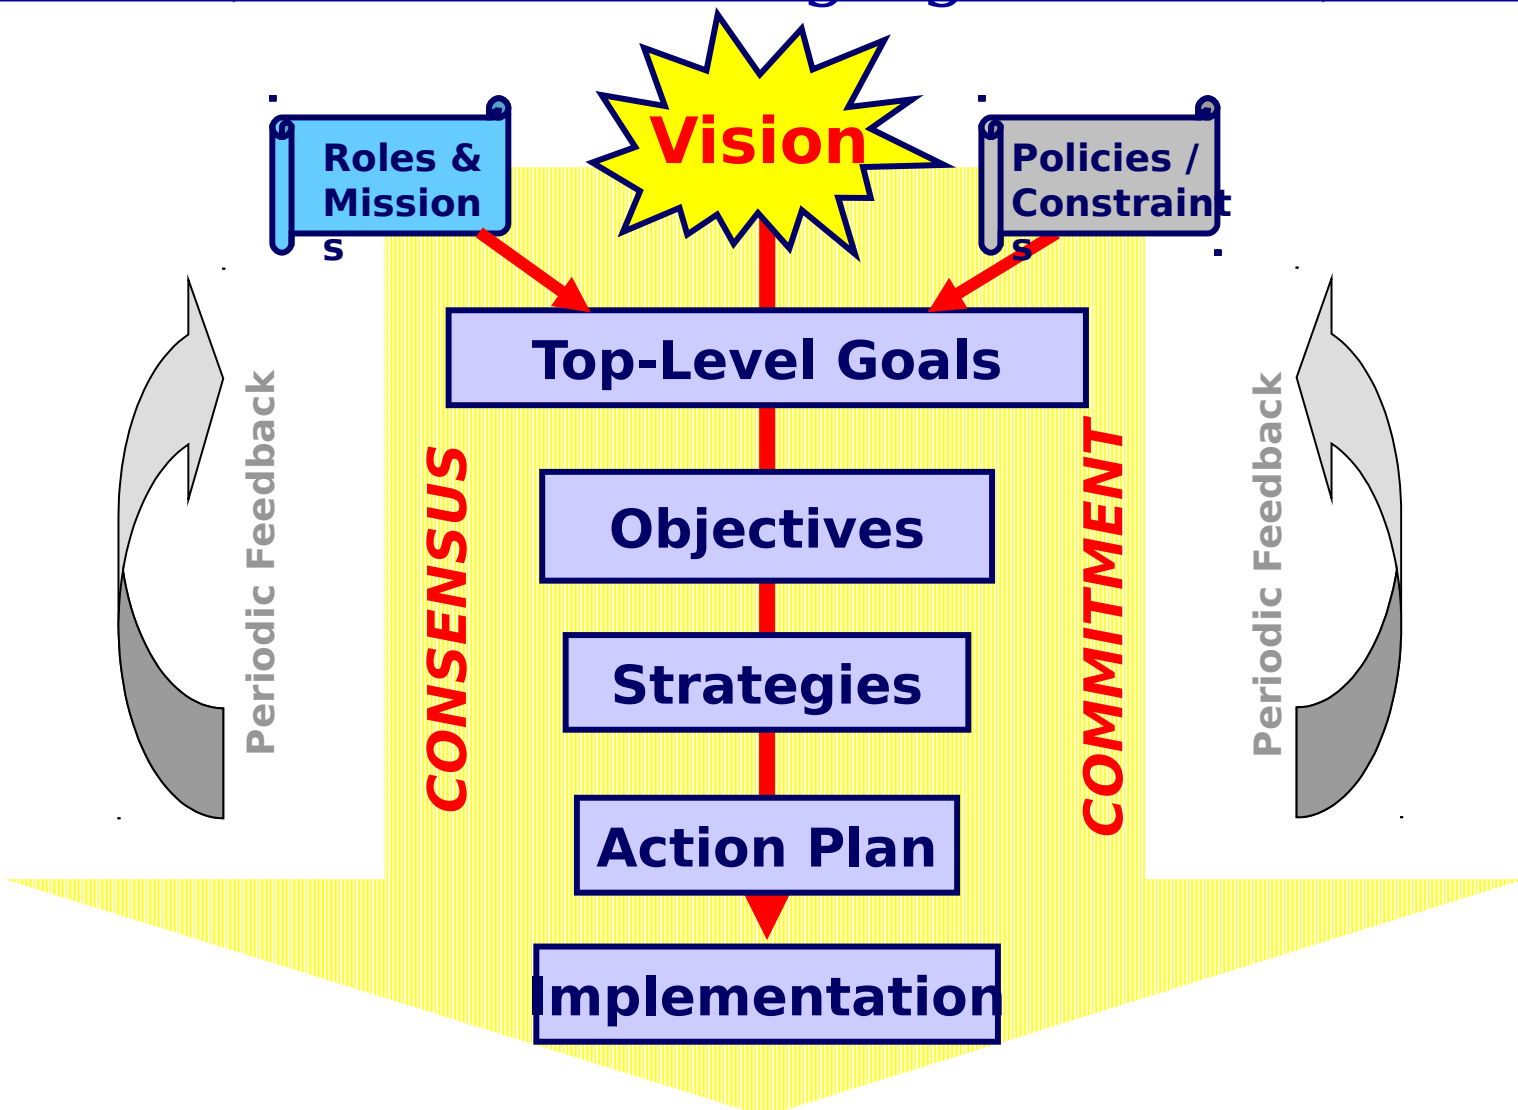 Vision
Roles &
Mission
s
Policies /
Constraint
s
Top-Level Goals
Periodic Feedback
CONSENSUS
COMMITMENT
Periodic Feedback
Objectives
Strategies
Action Plan
Implementation